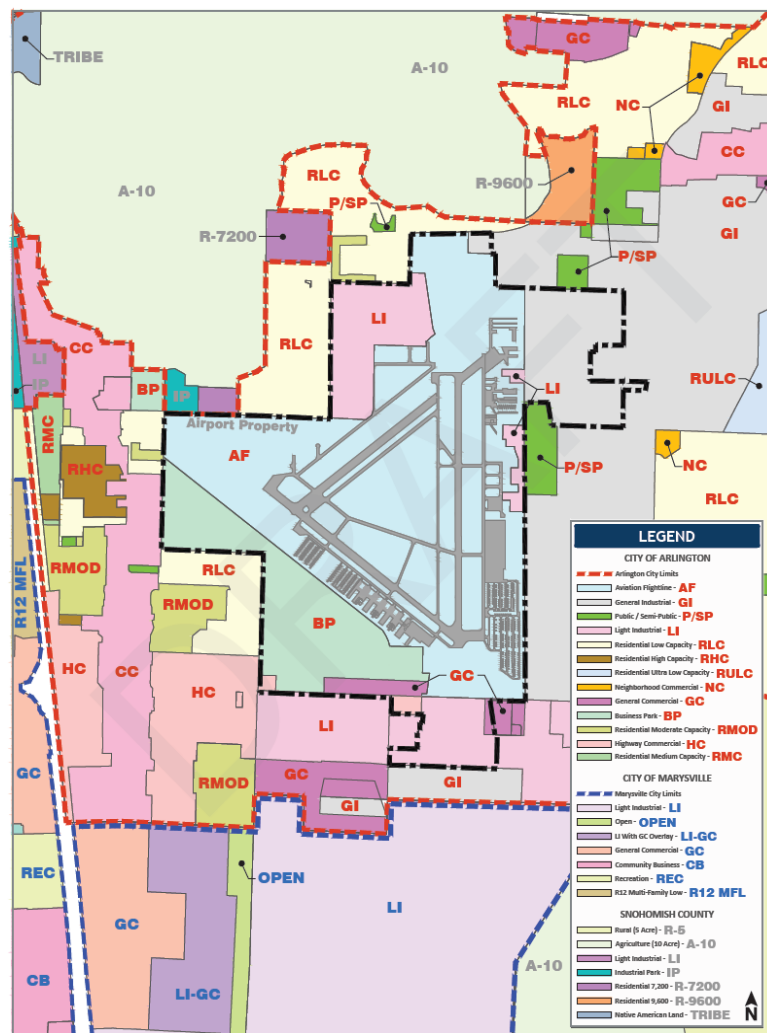 TRIBE
A-10
GC
RLC
RLC
NC
GI
CC
GC
GI
RLC
A-10
R-9600
RLC
P/SP
R-7200
P/SP
CC
LI
IP
BP
IP
RLC
LI
LI
RULC
Airport Property
AF
RMC
RHC
P/SP
NC
RLC
R12 MFL
RMOD
RLC
RMOD
BP
HC
CC
HC
GC
LI
GC
RMOD
GC
GI
GI
REC
OPEN
GC
LI
CB
LI-GC
A-10
DRAFT
LEGEND
CITY OF ARLINGTON
Arlington City Limits
Aviation Flightline - AF
General Industrial - GI
Public / Semi-Public - P/SP
Light Industrial - LI
Residential Low Capacity - RLC
Residential High Capacity - RHC
Residential Ultra Low Capacity - RULC
Neighborhood Commercial - NC
General Commercial - GC
Business Park - BP
Residential Moderate Capacity - RMOD
Highway Commercial - HC
Residential Medium Capacity - RMC
CITY OF MARYSVILLE
Marysville City Limits
Light Industrial - LI
Open - OPEN
LI With GC Overlay - LI-GC
General Commercial - GC
Community Business - CB
Recreation - REC
R12 Multi-Family Low - R12 MFL
SNOHOMISH COUNTY
Rural (5 Acre) - R-5
Agriculture (10 Acre) - A-10
Light Industrial - LI
Industrial Park - IP
Residential 7,200 - R-7200
Residential 9,600 - R-9600
Native American Land - TRIBE
N